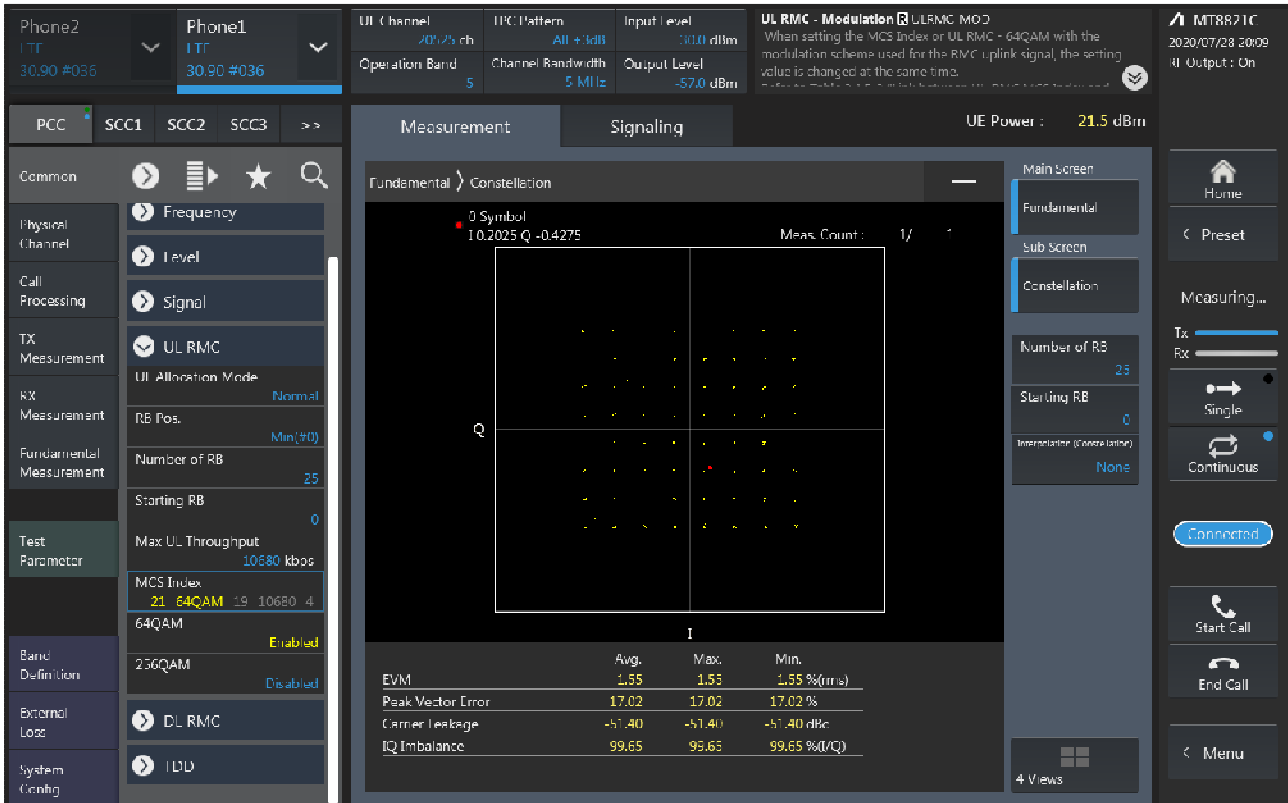 Phone2
LTE
30.90 #036
Phone1
LTE
30.90 #036
UL Channel
20525 ch
TPC Pattern
All +3dB
Input Level
30.0 dBm
Operation Band
5
Channel Bandwidth
5 MHz
Output Level
-57.0 dBm
UL RMC - Modulation R ULRMC_MOD
When setting the MCS Index or UL RMC - 64QAM with the
modulation scheme used for the RMC uplink signal, the setting
value is changed at the same time.
MT8821C
2020/07/28 20:09
RF Output : On
PCC
SCC1
SCC2
SCC3
>>
Measurement
Signaling
UE Power : 21.5 dBm
Common
Physical
Channel
Call
Processing
TX
Measurement
RX
Measurement
Fundamental
Measurement
Test
Parameter
Band
Definition
External
Loss
System
Config
Frequency
Level
Signal
UL RMC
UL Allocation Mode
Normal
RB Pos.
Min(#0)
Number of RB
25
Starting RB
0
Max UL Throughput
10680 kbps
MCS Index
21 64QAM 19 10680 4
64QAM
Enabled
256QAM
Disabled
DL RMC
TDD
Fundamental > Constellation
0 Symbol
I 0.2025 Q -0.4275
Meas. Count : 1/ 1
Q
I
Avg. Max. Min.
EVM 1.55 1.55 1.55 %(rms)
Peak Vector Error 17.02 17.02 17.02 %
Carrier Leakage -51.40 -51.40 -51.40 dBc
IQ Imbalance 99.65 99.65 99.65 %(I/Q)
Main Screen
Fundamental
Sub Screen
Constellation
Number of RB
25
Starting RB
0
Interpolation (Constellation)
None
4 Views
Home
< Preset
Measuring...
Tx
Rx
Single
Continuous
Connected
Start Call
End Call
< Menu